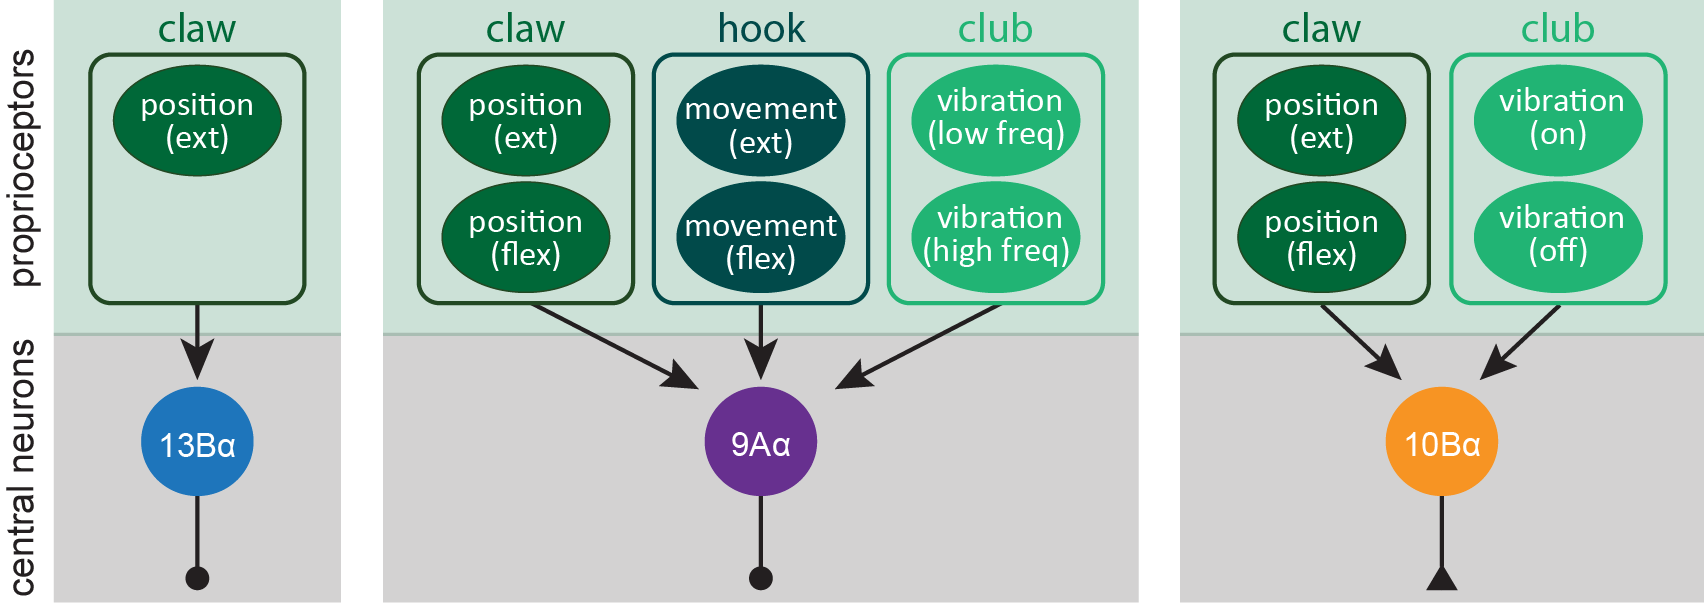 proprioceptors
central neurons
claw
position
(ext)
13Bα
claw
position
(ext)
position
(flex)
hook
movement
(ext)
movement
(flex)
club
vibration
(low freq)
vibration
(high freq)
9Aα
claw
position
(ext)
position
(flex)
club
vibration
(on)
vibration
(off)
10Bα